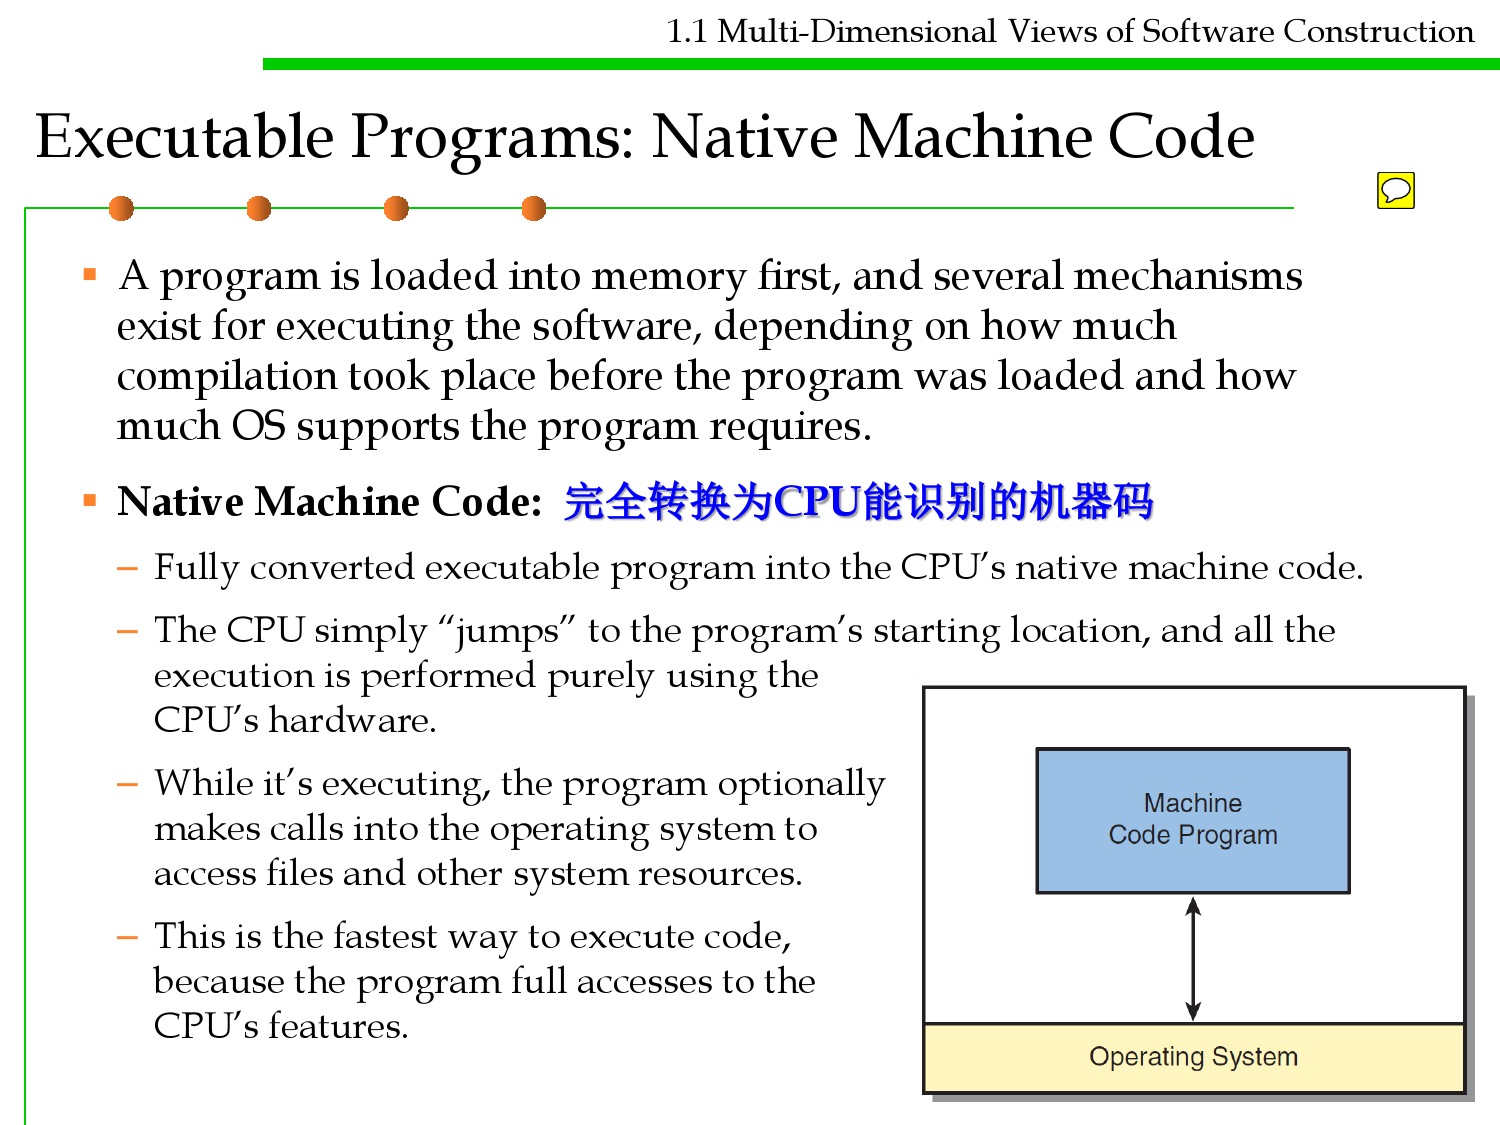 1.1 Multi-Dimensional Views of Software Construction
Executable Programs: Native Machine Code
▪ A program is loaded into memory first, and several mechanisms
exist for executing the software, depending on how much
compilation took place before the program was loaded and how
much OS supports the program requires.
▪ Native Machine Code: 完全转换为CPU能识别的机器码
– Fully converted executable program into the CPU’s native machine code.
– The CPU simply “jumps” to the program’s starting location, and all the
execution is performed purely using the
CPU’s hardware.
– While it’s executing, the program optionally
makes calls into the operating system to
access files and other system resources.
– This is the fastest way to execute code,
because the program full accesses to the
CPU’s features.
Machine
Code Program
Operating System